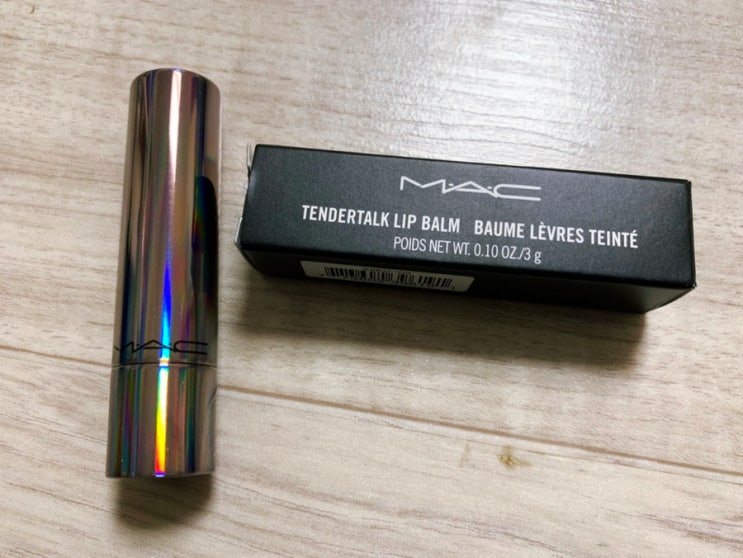 M·A·C
TENDERTALK LIP BALM BAUME LÈVRES TEINTÉ
POIDS NET WT. 0.10 OZ./3 g
M·A·C